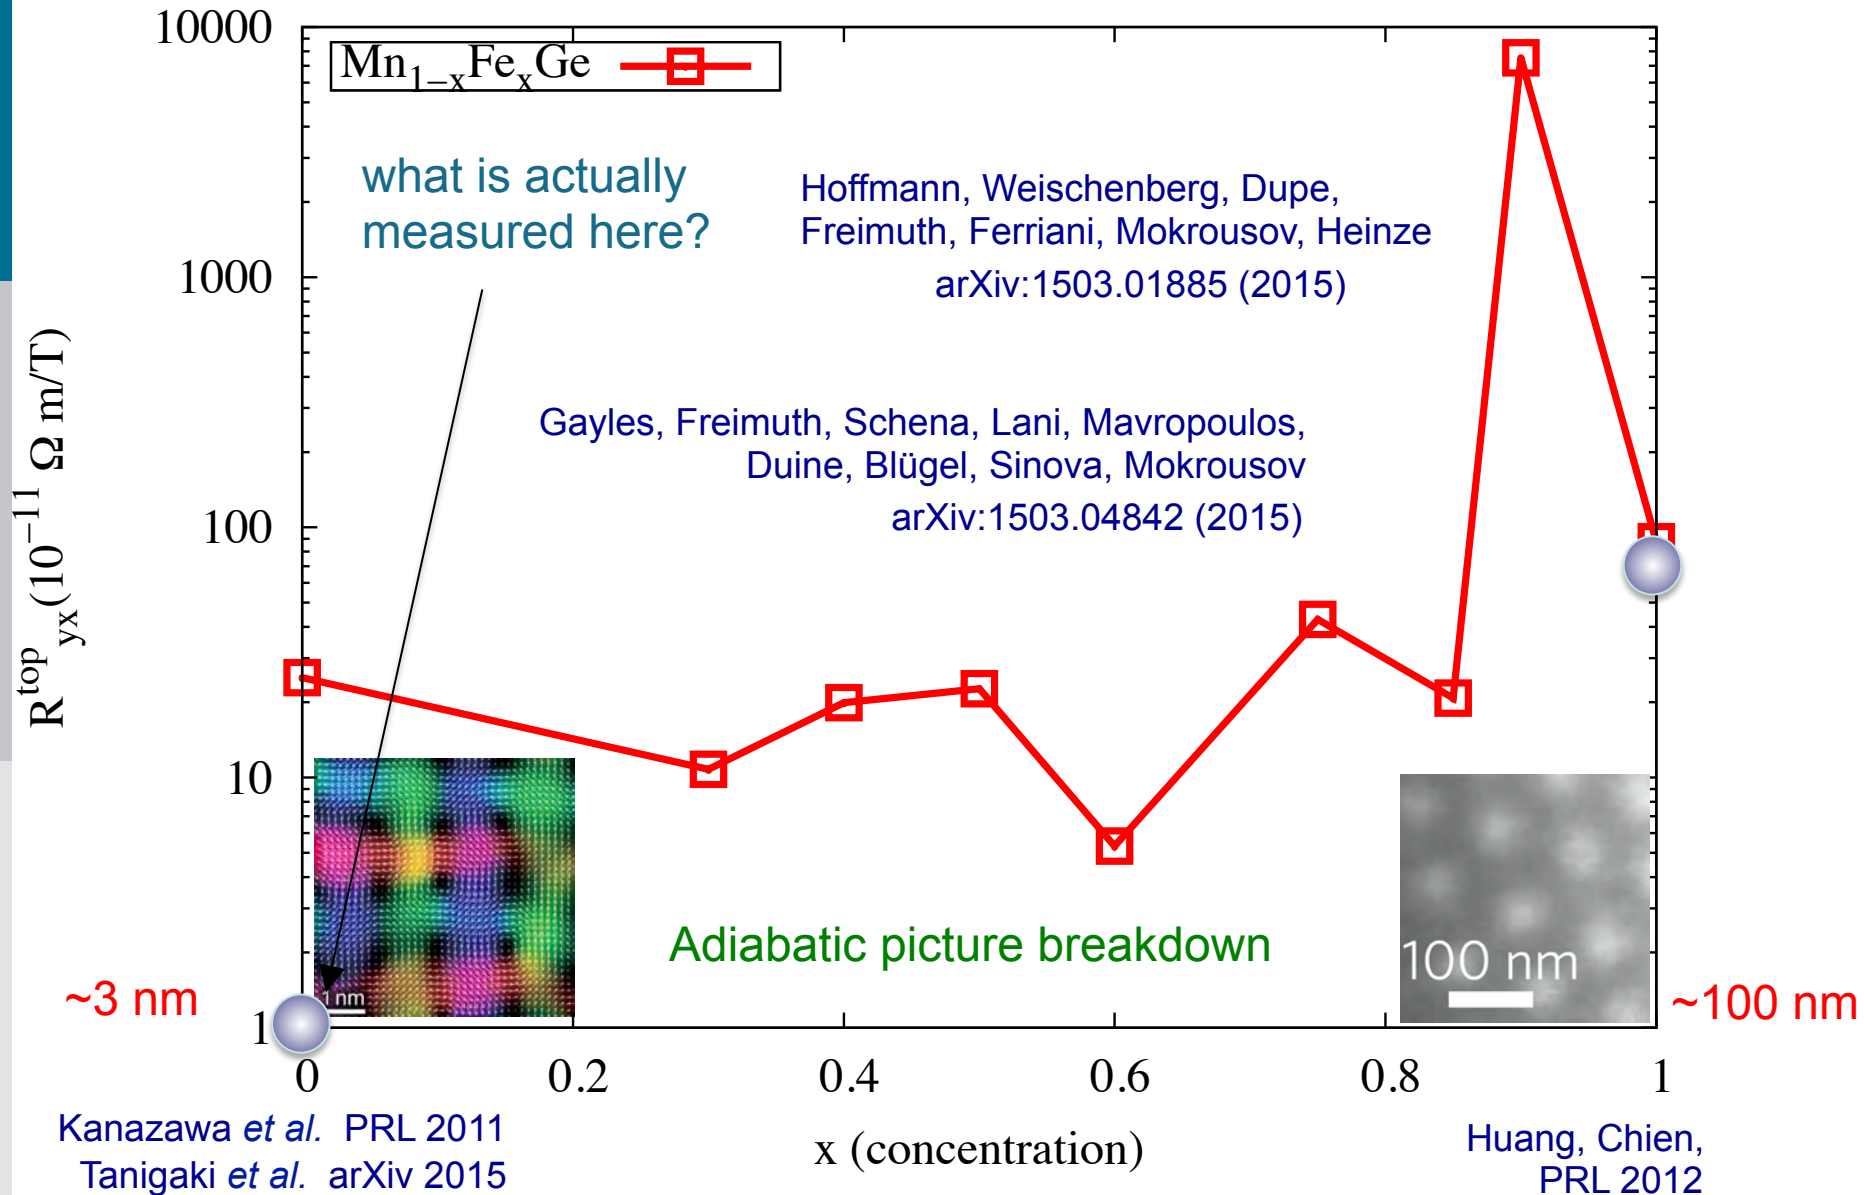 10000
Mn1−xFexGe
what is actually
measured here?
Hoffmann, Weischenberg, Dupe,
Freimuth, Ferriani, Mokrousov, Heinze
arXiv:1503.01885 (2015)
1000
Gayles, Freimuth, Schena, Lani, Mavropoulos,
Duine, Blügel, Sinova, Mokrousov
arXiv:1503.04842 (2015)
100
R^top_yx (10^−11 Ω m/T)
10
Adiabatic picture breakdown
100 nm
1 nm
~3 nm
~100 nm
1
0 0.2 0.4 0.6 0.8 1
x (concentration)
Kanazawa et al. PRL 2011
Tanigaki et al. arXiv 2015
Huang, Chien,
PRL 2012